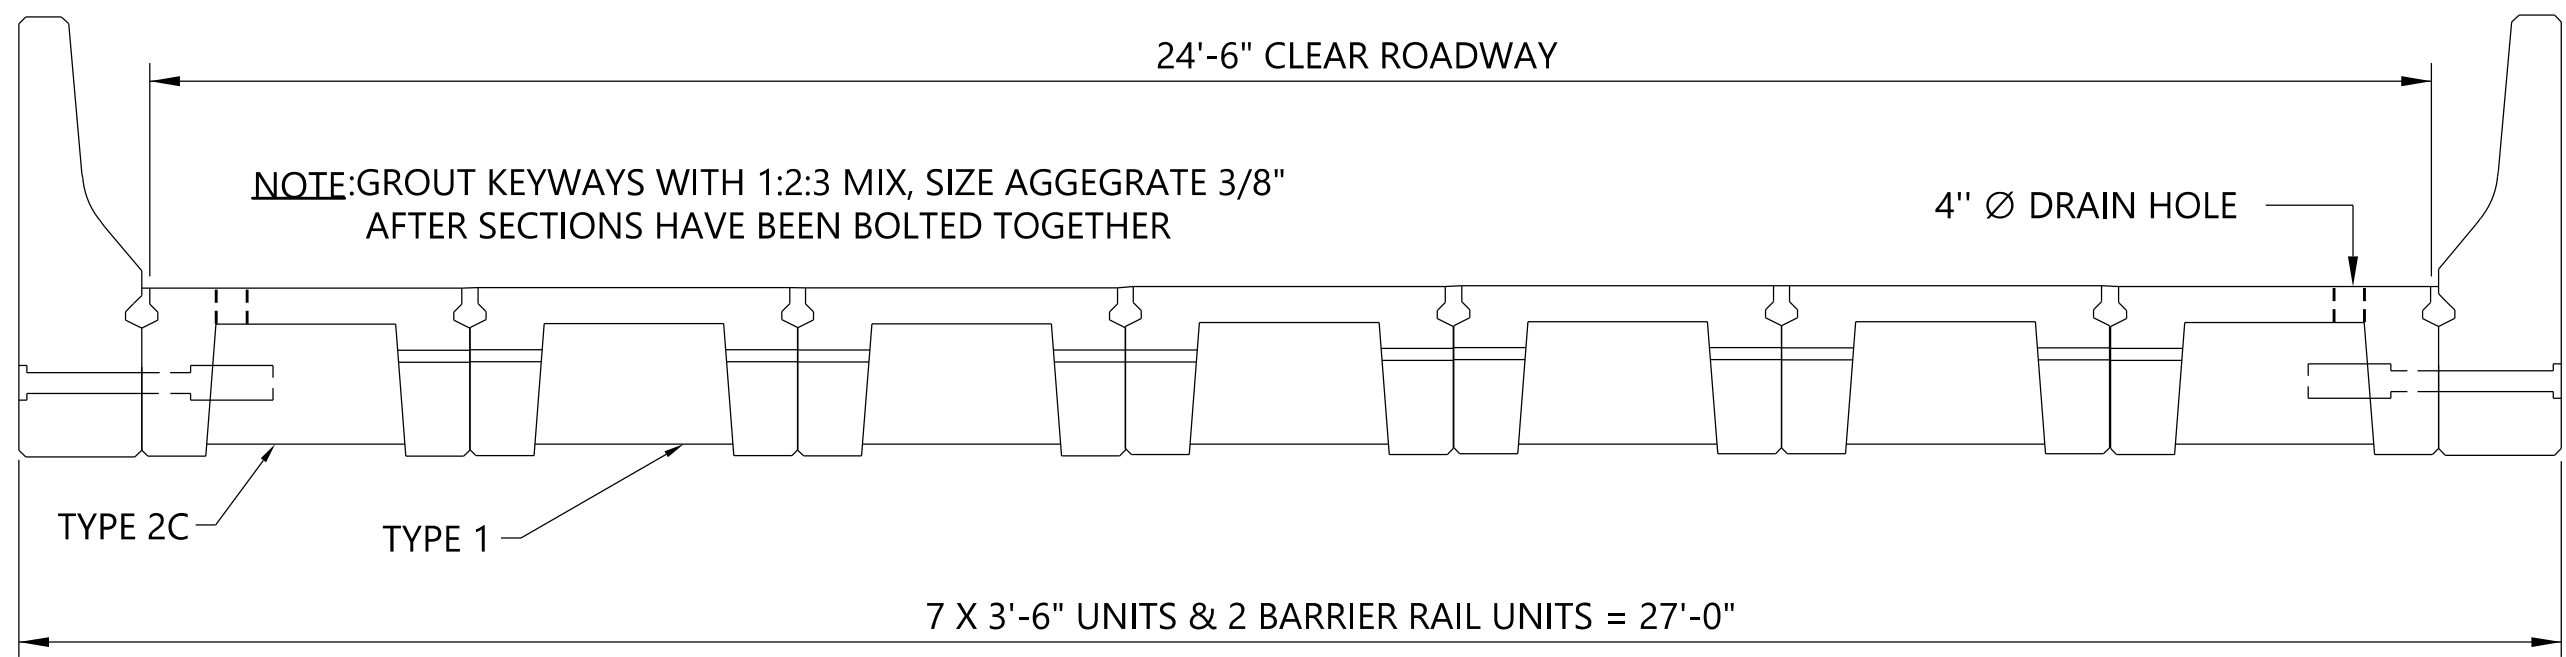 24'-6" CLEAR ROADWAY
NOTE:GROUT KEYWAYS WITH 1:2:3 MIX, SIZE AGGEGRATE 3/8"
AFTER SECTIONS HAVE BEEN BOLTED TOGETHER
4'' ∅ DRAIN HOLE
TYPE 2C
TYPE 1
7 X 3'-6" UNITS & 2 BARRIER RAIL UNITS = 27'-0"